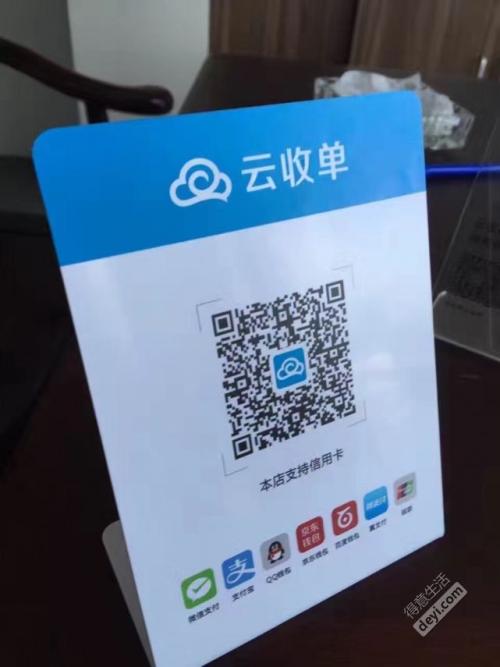 云收单
本店支持信用卡
京东
钱包
微信支付
支付宝
QQ钱包
京东钱包
百度钱包
翼支付
得意生活
deyi.com